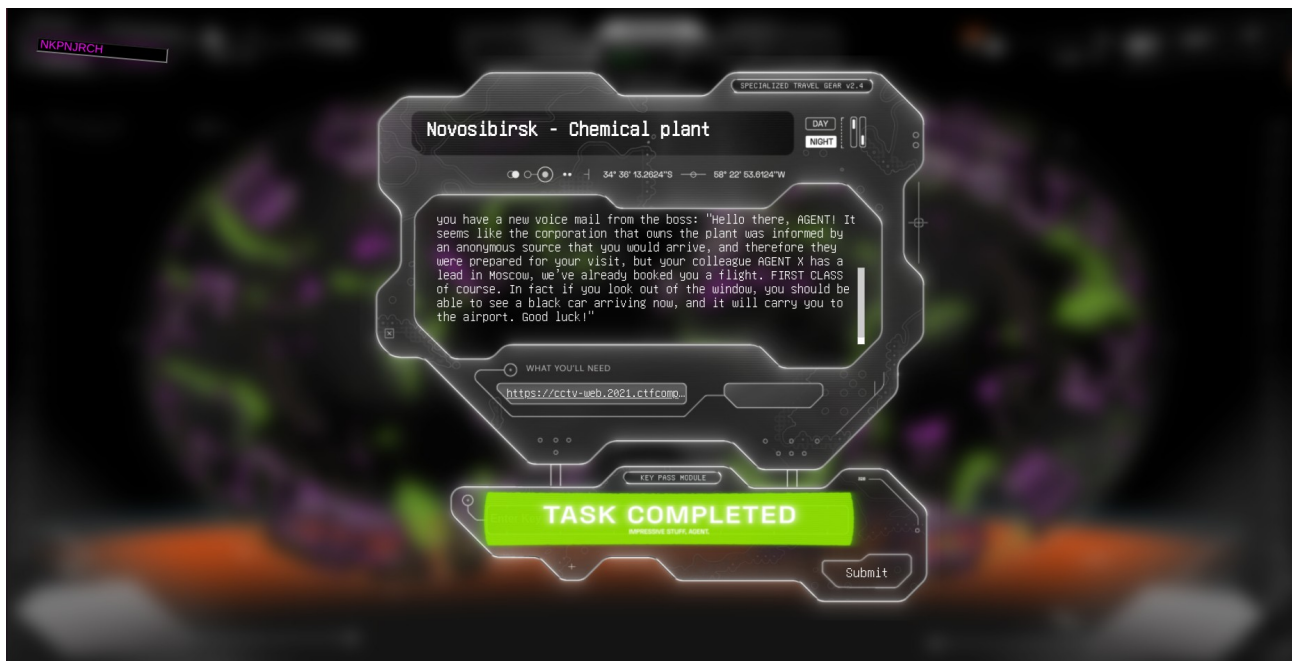 NKPNJRCH
SPECIALIZED TRAVEL GEAR v2.4
Novosibirsk - Chemical plant
DAY
NIGHT
34° 36' 13.2624"S
58° 22' 53.6124"W
you have a new voice mail from the boss: "Hello there, AGENT! It
seems like the corporation that owns the plant was informed by
an anonymous source that you would arrive, and therefore they
were prepared for your visit, but your colleague AGENT X has a
lead in Moscow, we've already booked you a flight. FIRST CLASS
of course. In fact if you look out of the window, you should be
able to see a black car arriving now, and it will carry you to
the airport. Good luck!"
WHAT YOU'LL NEED
https://cctv-web.2021.ctfcomp…
KEY PASS MODULE
TASK COMPLETED
IMPRESSIVE STUFF, AGENT.
Submit